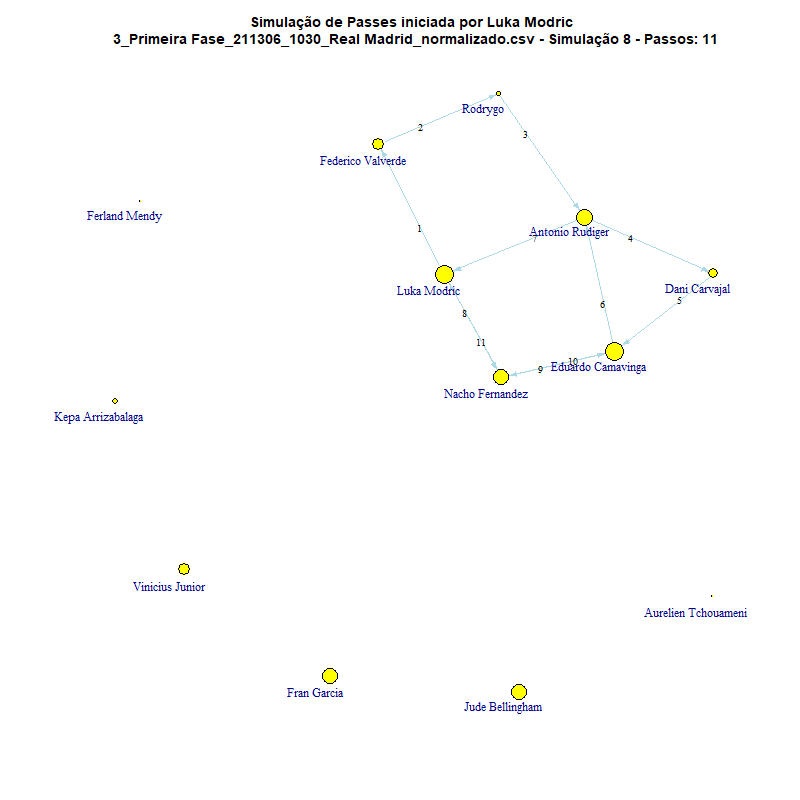 Simulação de Passes iniciada por Luka Modric
3_Primeira Fase_211306_1030_Real Madrid_normalizado.csv - Simulação 8 - Passos: 11
Rodrygo
2
3
Federico Valverde
Ferland Mendy
1
Antonio Rudiger
7
4
Luka Modric
Dani Carvajal
8
6
5
11
9
10
Eduardo Camavinga
Nacho Fernandez
Kepa Arrizabalaga
Vinicius Junior
Aurelien Tchouameni
Fran Garcia
Jude Bellingham